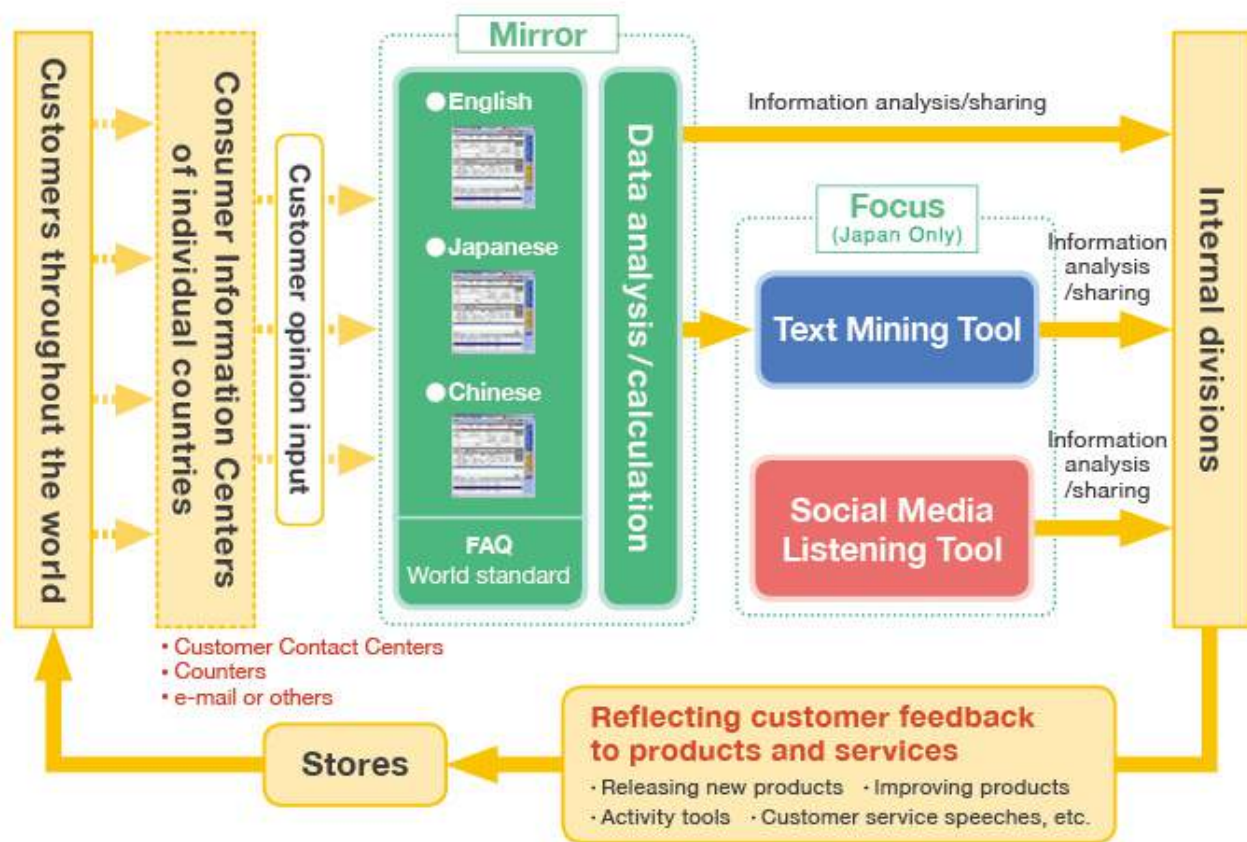 Customers throughout the world
Consumer Information Centers
of individual countries
• Customer Contact Centers
• Counters
• e-mail or others
Customer opinion input
Mirror
●English
●Japanese
●Chinese
FAQ
World standard
Data analysis/calculation
Information analysis/sharing
Focus
(Japan Only)
Text Mining Tool
Information
analysis
/sharing
Social Media
Listening Tool
Information
analysis
/sharing
Internal divisions
Reflecting customer feedback
to products and services
· Releasing new products · Improving products
· Activity tools · Customer service speeches, etc.
Stores